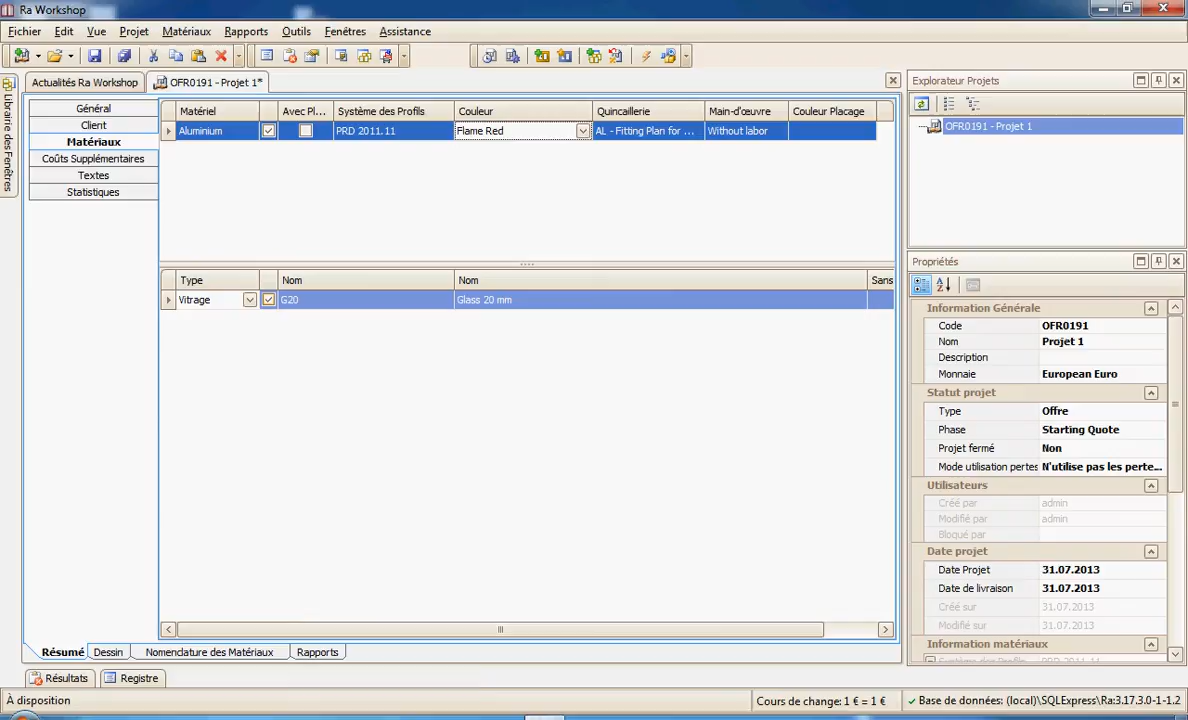 Ra Workshop
Fichier Edit Vue Projet Matériaux Rapports Outils Fenêtres Assistance
Librairie des Fenêtres
Actualités Ra Workshop OFR0191 - Projet 1*
Général
Client
Matériaux
Coûts Supplémentaires
Textes
Statistiques
Matériel Avec Pl... Système des Profils Couleur Quincaillerie Main-d'œuvre Couleur Placage
Aluminium PRD 2011.11 Flame Red AL - Fitting Plan for ... Without labor
Type Nom Nom Sans
Vitrage G20 Glass 20 mm
Résumé Dessin Nomenclature des Matériaux Rapports
Explorateur Projets
OFR0191 - Projet 1
Propriétés
Information Générale
Code OFR0191
Nom Projet 1
Description
Monnaie European Euro
Statut projet
Type Offre
Phase Starting Quote
Projet fermé Non
Mode utilisation pertes N'utilise pas les perte...
Utilisateurs
Créé par admin
Modifié par admin
Bloqué par
Date projet
Date Projet 31.07.2013
Date de livraison 31.07.2013
Créé sur 31.07.2013
Modifié sur 31.07.2013
Information matériaux
Système des Profils PRD 2011.11
Résultats Registre
À disposition Cours de change: 1 € = 1 € Base de données: (local)\SQLExpress\Ra:3.17.3.0-1-1.2